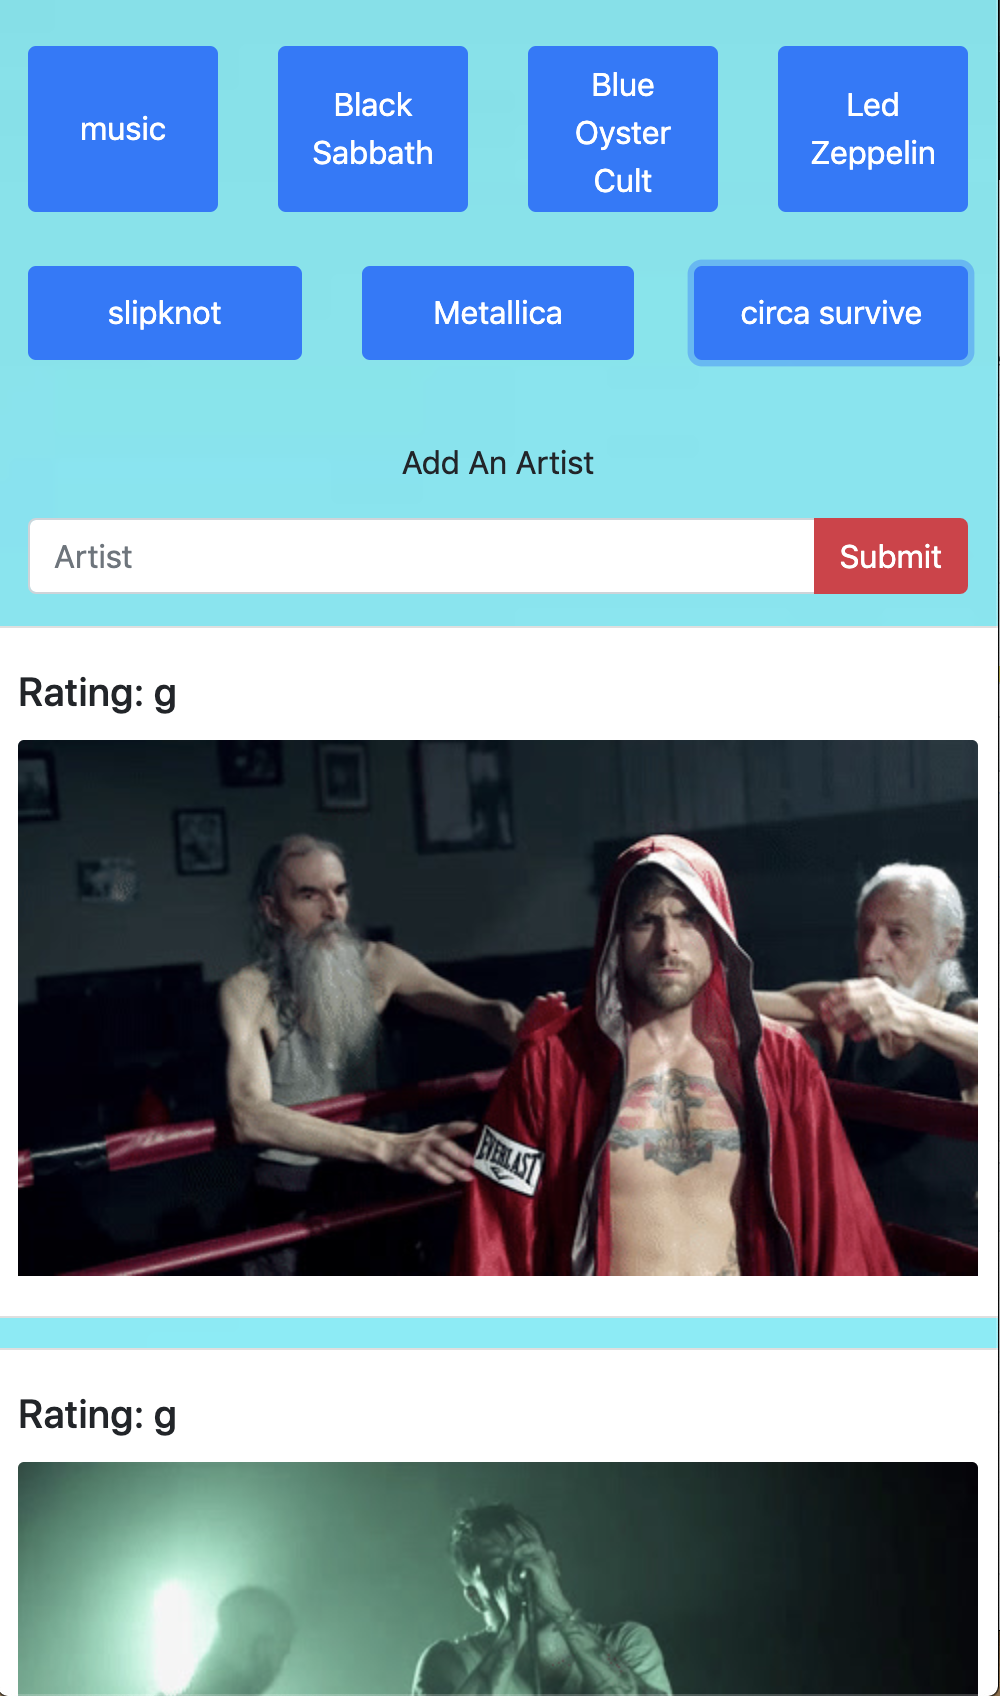 music
Black
Sabbath
Blue
Oyster
Cult
Led
Zeppelin
slipknot
Metallica
circa survive
Add An Artist
Artist
Submit
Rating: g
EVERLAST
Rating: g